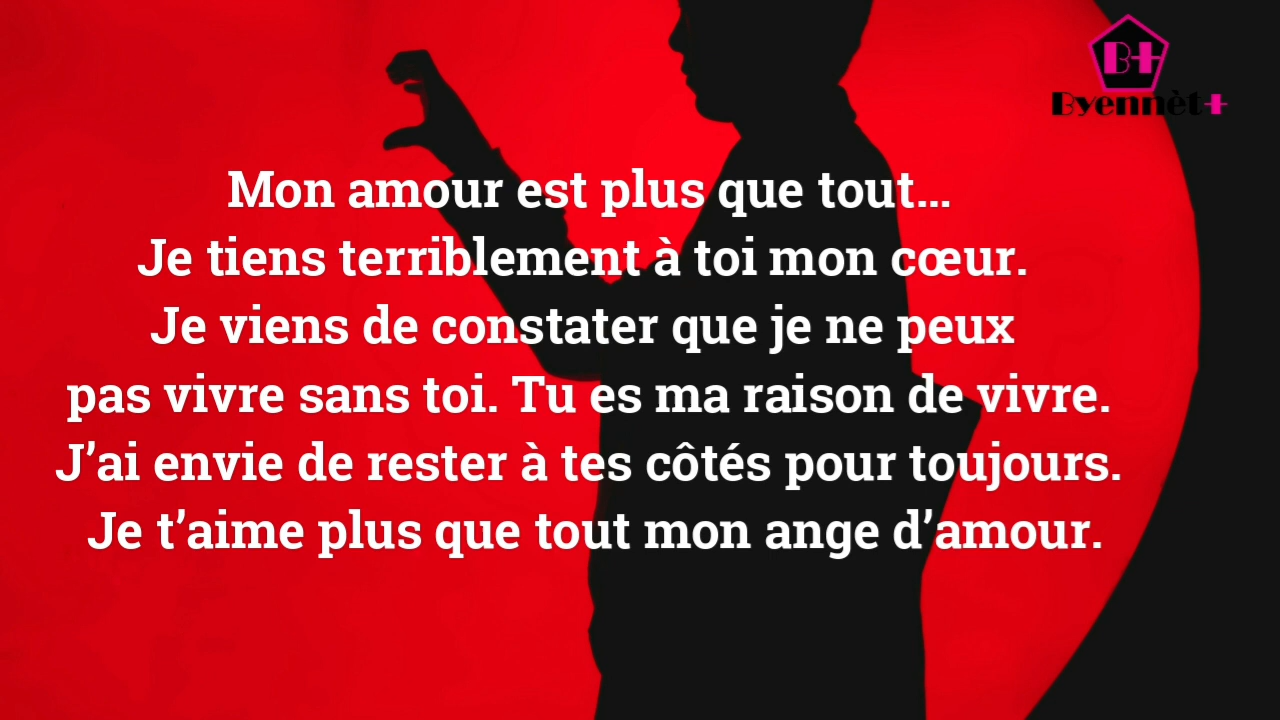 B+
Byennèt+
Mon amour est plus que tout...
Je tiens terriblement à toi mon cœur.
Je viens de constater que je ne peux
pas vivre sans toi. Tu es ma raison de vivre.
J’ai envie de rester à tes côtés pour toujours.
Je t’aime plus que tout mon ange d’amour.